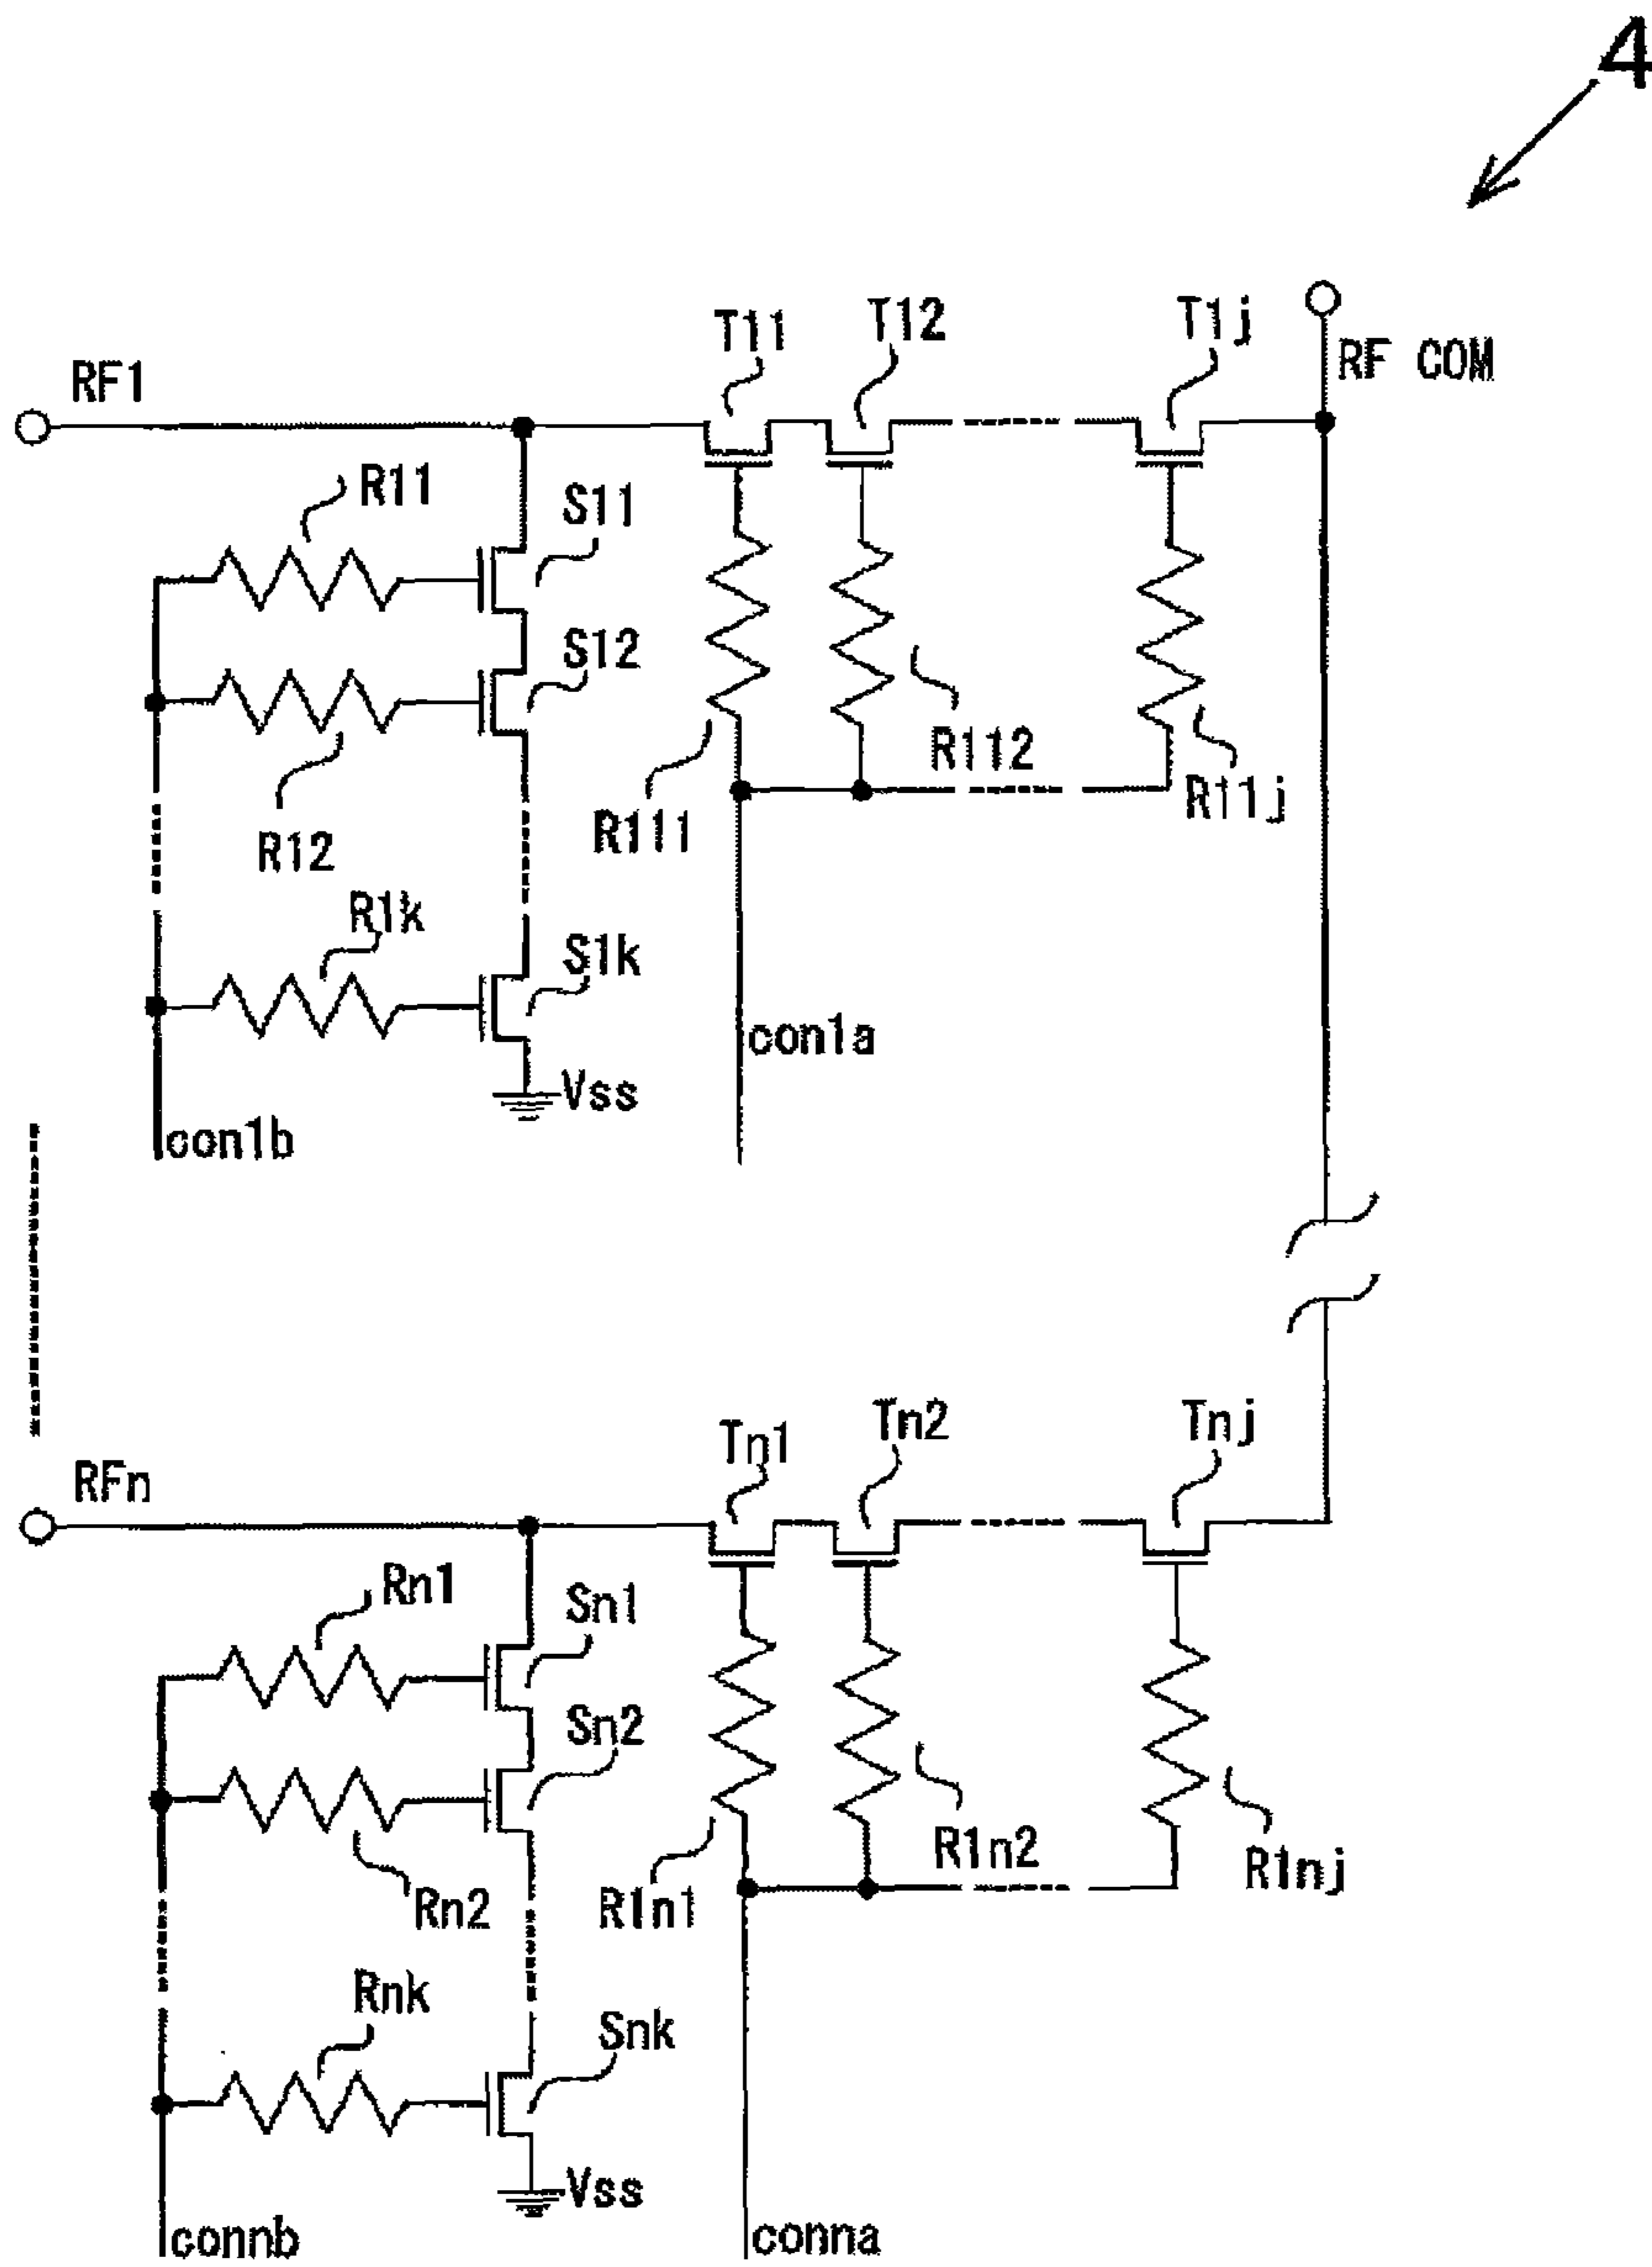 4
RF1
T11
T12
T1j
RF COM
R11
S11
S12
R12
R111
R112
R11j
R1k
S1k
con1a
Vss
con1b
RFn
Tn1
Tn2
Tnj
Rn1
Sn1
Sn2
Rn2
R1n1
R1n2
R1nj
Rnk
Snk
Vss
connb
conna